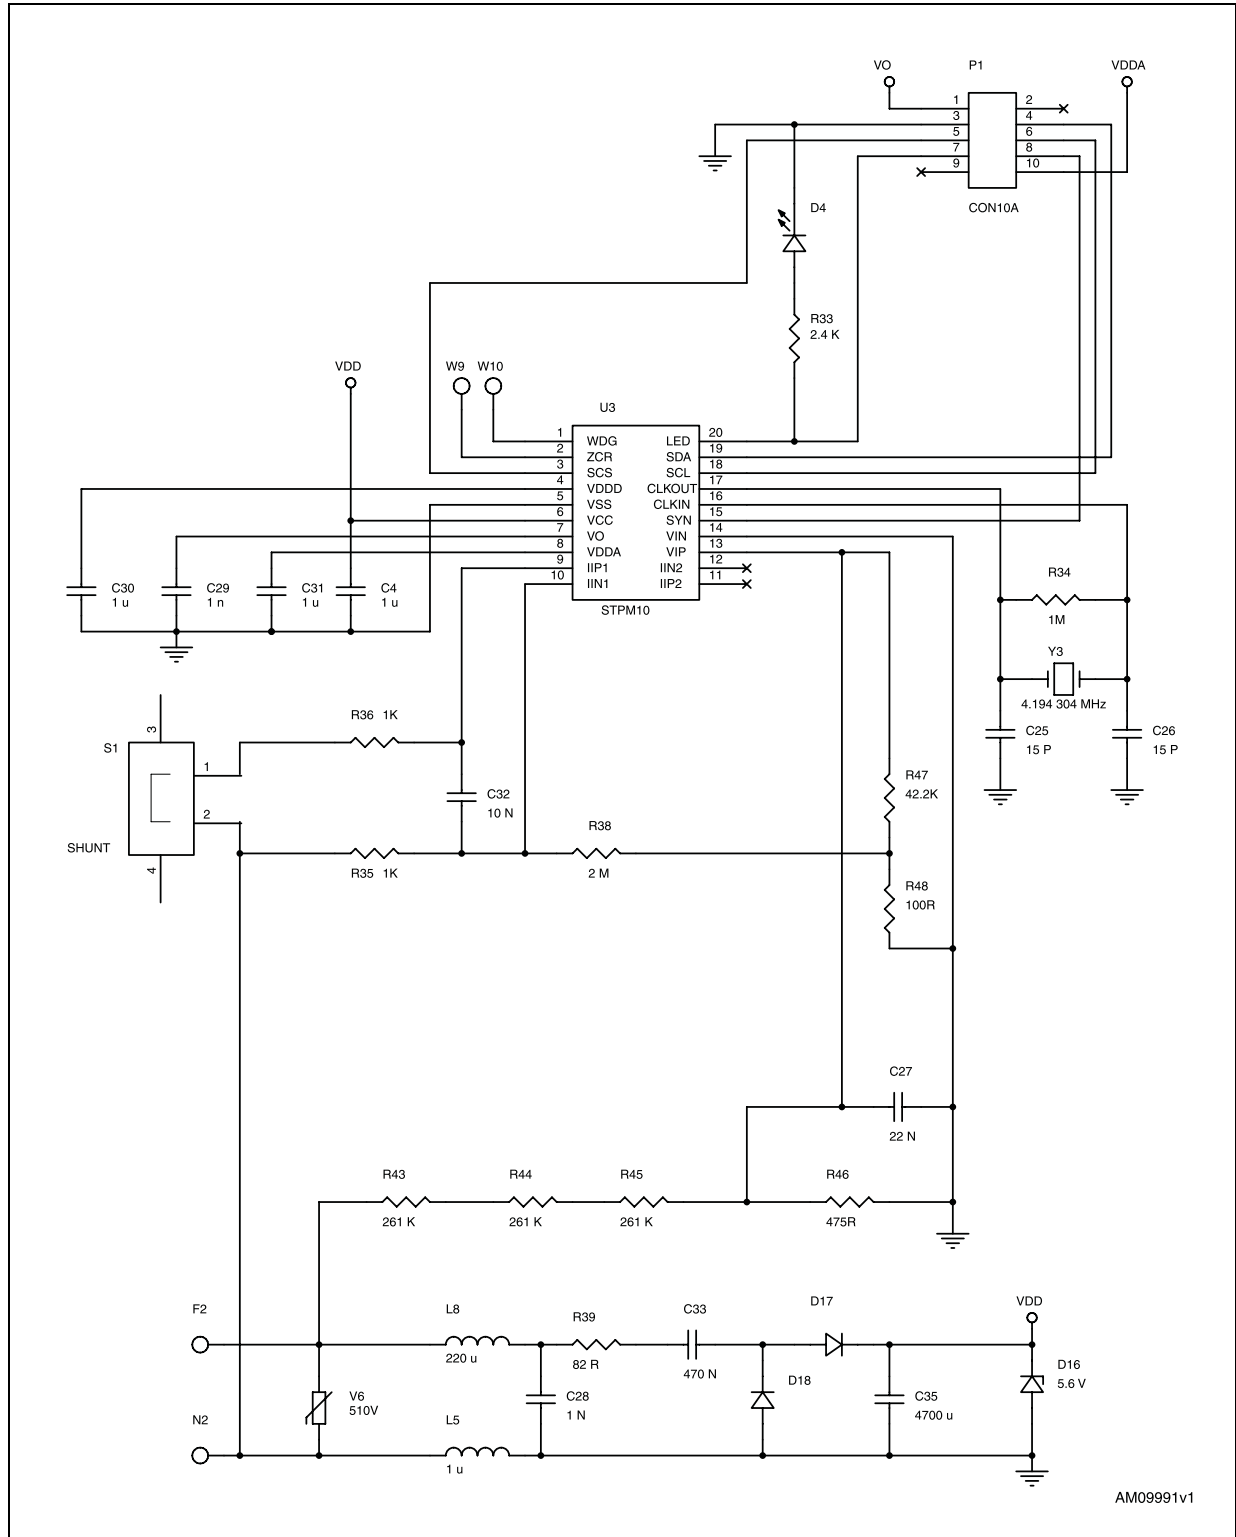 VO P1 VDDA
1 2
3 4
5 6
7 8
9 10
CON10A
D4
R33
2.4 K
VDD W9 W10
U3
1 WDG LED 20
2 ZCR SDA 19
3 SCS SCL 18
4 VDDD CLKOUT 17
5 VSS CLKIN 16
6 VCC SYN 15
7 VO VIN 14
8 VDDA VIP 13
9 IIP1 IIN2 12
10 IIN1 IIP2 11
STPM10
C30
1 u
C29
1 n
C31
1 u
C4
1 u
R34
1M
Y3
4.194 304 MHz
C25
15 P
C26
15 P
S1
3
1
2
4
SHUNT
R36 1K
C32
10 N
R35 1K
R38
2 M
R47
42.2K
R48
100R
C27
22 N
R43
261 K
R44
261 K
R45
261 K
R46
475R
F2
N2
V6
510V
L8
220 u
L5
1 u
C28
1 N
R39
82 R
C33
470 N
D17
D18
C35
4700 u
VDD
D16
5.6 V
AM09991v1